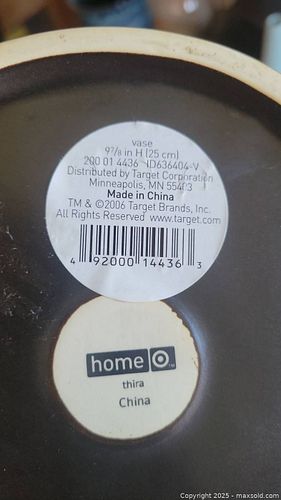 vase
9⅞ in H (25 cm)
200 01 4436 ID636404-V
Distributed by Target Corporation
Minneapolis, MN 55403
Made in China
TM & ©2006 Target Brands, Inc.
All Rights Reserved www.target.com
4 92000 14436 3
home
thira
China
Copyright 2025 - maxsold.com